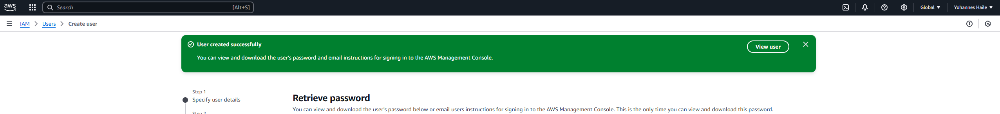 aws
Search [Alt+S]
Global ▼ Yohannes Haile ▼
IAM > Users > Create user
User created successfully
View user
You can view and download the user's password and email instructions for signing in to the AWS Management Console.
Step 1
Specify user details
Step 2
Retrieve password
You can view and download the user's password below or email users instructions for signing in to the AWS Management Console. This is the only time you can view and download this password.